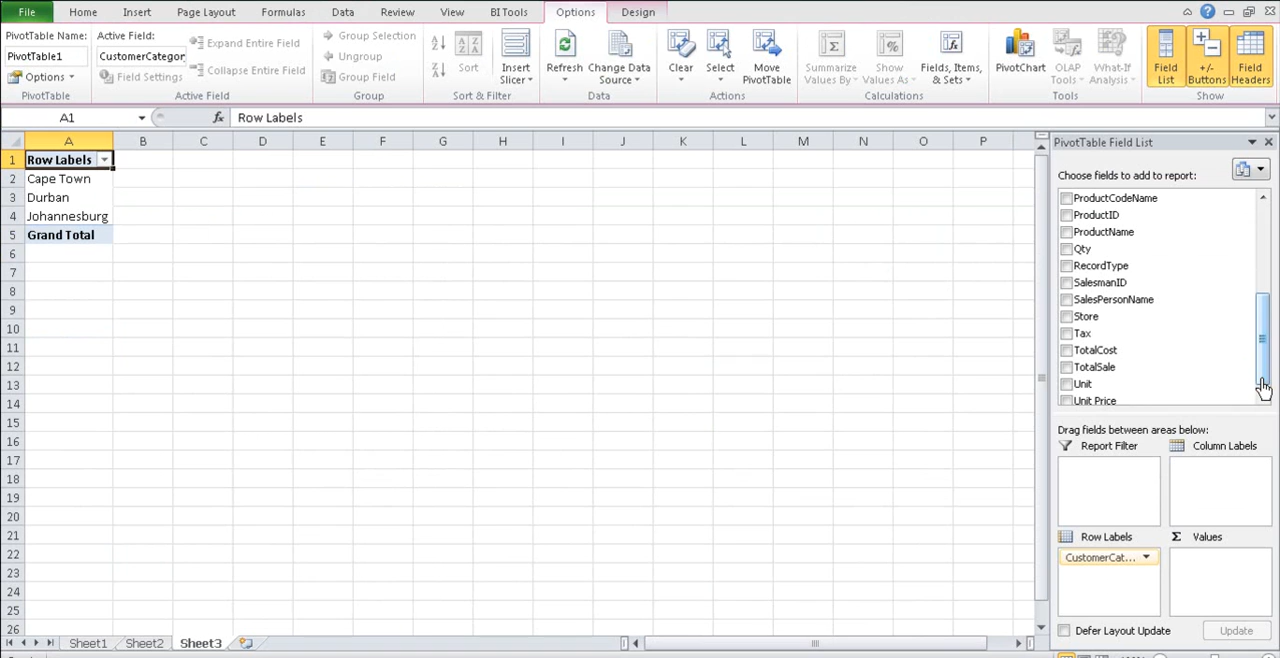 File Home Insert Page Layout Formulas Data Review View BI Tools Options Design
PivotTable Name: Active Field:
PivotTable1 CustomerCategor Expand Entire Field Group Selection
Options Field Settings Collapse Entire Field Ungroup
Group Field
Sort Insert Slicer Refresh Change Data Source Clear Select Move PivotTable Summarize Values By Show Values As Fields, Items, & Sets PivotChart OLAP Tools What-If Analysis Field List +/- Buttons Field Headers
PivotTable Active Field Group Sort & Filter Data Actions Calculations Tools Show
A1 fx Row Labels
A B C D E F G H I J K L M N O P
1 Row Labels
2 Cape Town
3 Durban
4 Johannesburg
5 Grand Total
6
7
8
9
10
11
12
13
14
15
16
17
18
19
20
21
22
23
24
25
26
Sheet1 Sheet2 Sheet3
PivotTable Field List
Choose fields to add to report:
ProductCodeName
ProductID
ProductName
Qty
RecordType
SalesmanID
SalesPersonName
Store
Tax
TotalCost
TotalSale
Unit
Unit Price
Drag fields between areas below:
Report Filter Column Labels
Row Labels Σ Values
CustomerCat...
Defer Layout Update Update